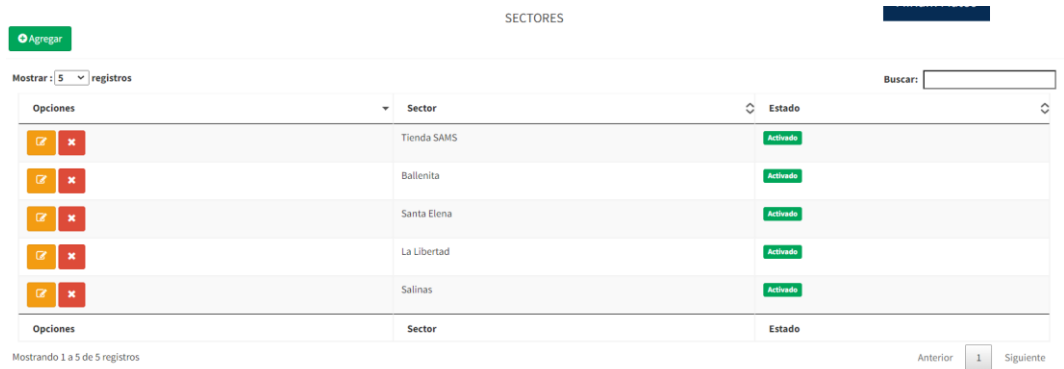 SECTORES
Agregar
Mostrar : 5 registros
Buscar:
Opciones Sector Estado
Tienda SAMS Activado
Ballenita Activado
Santa Elena Activado
La Libertad Activado
Salinas Activado
Opciones Sector Estado
Mostrando 1 a 5 de 5 registros
Anterior 1 Siguiente